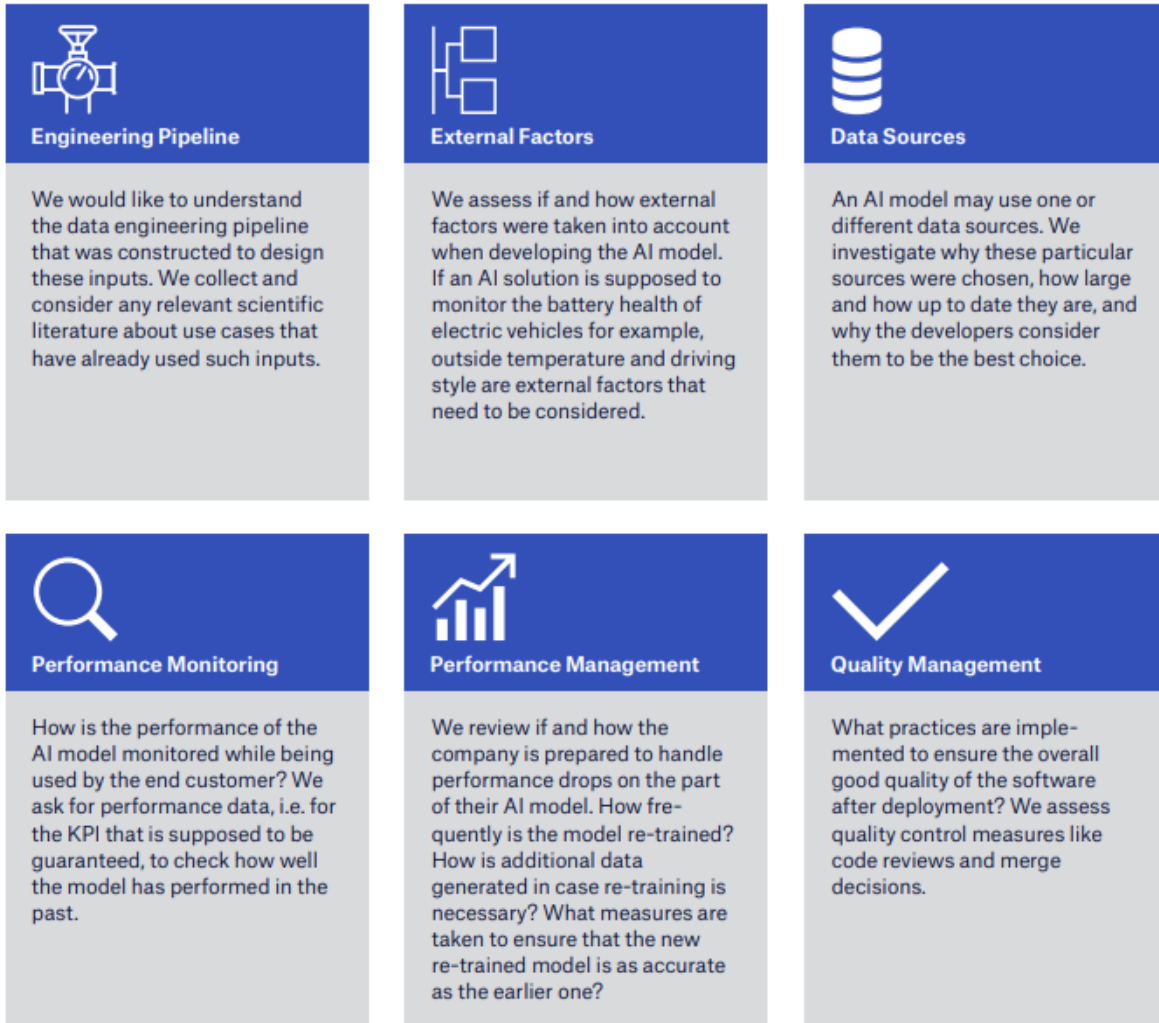 Engineering Pipeline
We would like to understand
the data engineering pipeline
that was constructed to design
these inputs. We collect and
consider any relevant scientific
literature about use cases that
have already used such inputs.
External Factors
We assess if and how external
factors were taken into account
when developing the AI model.
If an AI solution is supposed to
monitor the battery health of
electric vehicles for example,
outside temperature and driving
style are external factors that
need to be considered.
Data Sources
An AI model may use one or
different data sources. We
investigate why these particular
sources were chosen, how large
and how up to date they are, and
why the developers consider
them to be the best choice.
Performance Monitoring
How is the performance of the
AI model monitored while being
used by the end customer? We
ask for performance data, i.e. for
the KPI that is supposed to be
guaranteed, to check how well
the model has performed in the
past.
Performance Management
We review if and how the
company is prepared to handle
performance drops on the part
of their AI model. How fre-
quently is the model re-trained?
How is additional data
generated in case re-training is
necessary? What measures are
taken to ensure that the new
re-trained model is as accurate
as the earlier one?
Quality Management
What practices are imple-
mented to ensure the overall
good quality of the software
after deployment? We assess
quality control measures like
code reviews and merge
decisions.